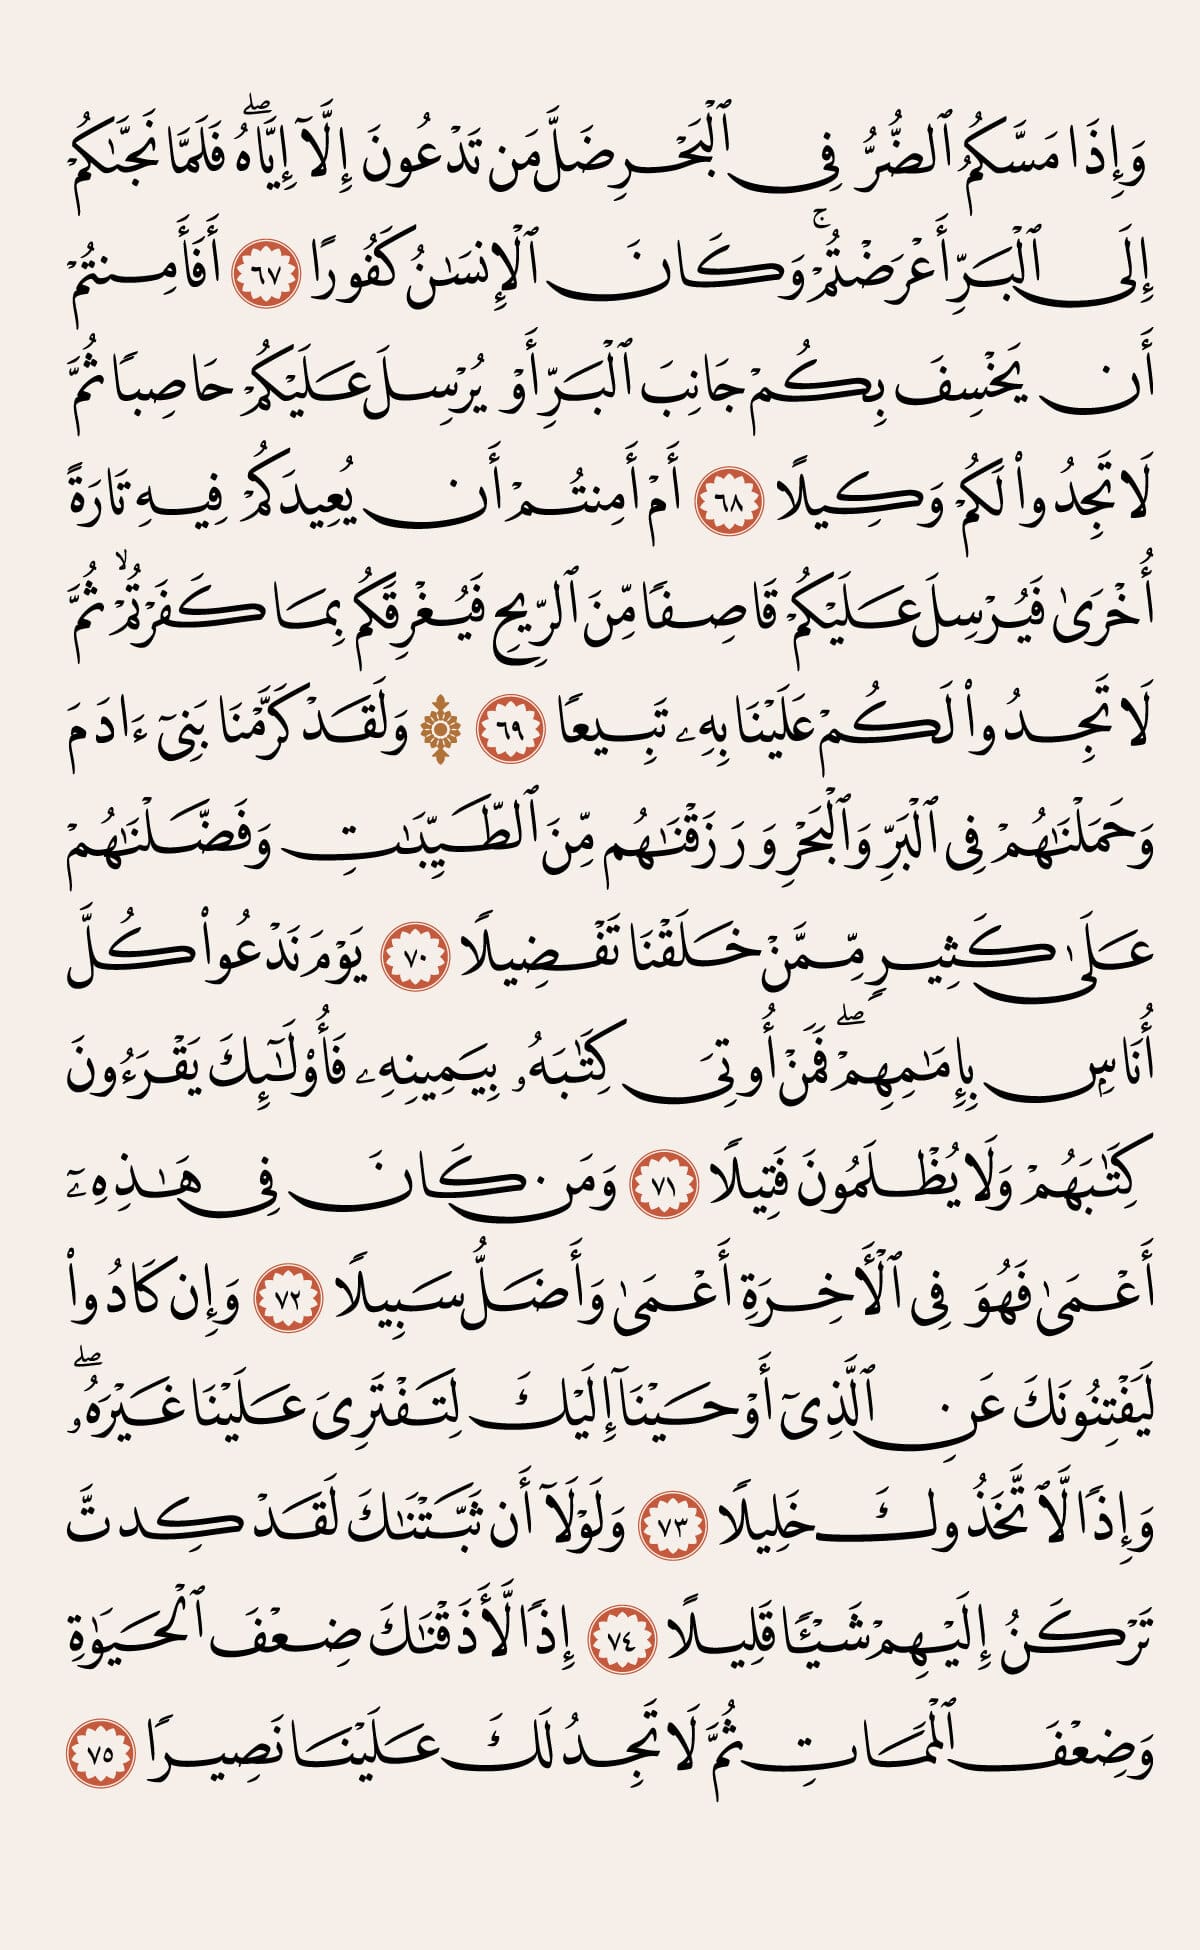 وَإِذَا مَسَّكُمُ ٱلضُّرُّ فِى ٱلْبَحْرِ ضَلَّ مَن تَدْعُونَ إِلَّآ إِيَّاهُ ۖ فَلَمَّا نَجَّىٰكُمْ
إِلَى ٱلْبَرِّ أَعْرَضْتُمْ ۚ وَكَانَ ٱلْإِنسَـٰنُ كَفُورًا ٦٧ أَفَأَمِنتُمْ
أَن يَخْسِفَ بِكُمْ جَانِبَ ٱلْبَرِّ أَوْ يُرْسِلَ عَلَيْكُمْ حَاصِبًا ثُمَّ
لَا تَجِدُوا۟ لَكُمْ وَكِيلًا ٦٨ أَمْ أَمِنتُمْ أَن يُعِيدَكُمْ فِيهِ تَارَةً
أُخْرَىٰ فَيُرْسِلَ عَلَيْكُمْ قَاصِفًا مِّنَ ٱلرِّيحِ فَيُغْرِقَكُم بِمَا كَفَرْتُمْ ۙ ثُمَّ
لَا تَجِدُوا۟ لَكُمْ عَلَيْنَا بِهِۦ تَبِيعًا ٦٩ ۞ وَلَقَدْ كَرَّمْنَا بَنِىٓ ءَادَمَ
وَحَمَلْنَـٰهُمْ فِى ٱلْبَرِّ وَٱلْبَحْرِ وَرَزَقْنَـٰهُم مِّنَ ٱلطَّيِّبَـٰتِ وَفَضَّلْنَـٰهُمْ
عَلَىٰ كَثِيرٍ مِّمَّنْ خَلَقْنَا تَفْضِيلًا ٧٠ يَوْمَ نَدْعُوا۟ كُلَّ
أُنَاسٍۭ بِإِمَـٰمِهِمْ ۖ فَمَنْ أُوتِىَ كِتَـٰبَهُۥ بِيَمِينِهِۦ فَأُو۟لَـٰٓئِكَ يَقْرَءُونَ
كِتَـٰبَهُمْ وَلَا يُظْلَمُونَ فَتِيلًا ٧١ وَمَن كَانَ فِى هَـٰذِهِۦٓ
أَعْمَىٰ فَهُوَ فِى ٱلْـَٔاخِرَةِ أَعْمَىٰ وَأَضَلُّ سَبِيلًا ٧٢ وَإِن كَادُوا۟
لَيَفْتِنُونَكَ عَنِ ٱلَّذِىٓ أَوْحَيْنَآ إِلَيْكَ لِتَفْتَرِىَ عَلَيْنَا غَيْرَهُۥ ۖ
وَإِذًا لَّٱتَّخَذُوكَ خَلِيلًا ٧٣ وَلَوْلَآ أَن ثَبَّتْنَـٰكَ لَقَدْ كِدتَّ
تَرْكَنُ إِلَيْهِمْ شَيْـًٔا قَلِيلًا ٧٤ إِذًا لَّأَذَقْنَـٰكَ ضِعْفَ ٱلْحَيَوٰةِ
وَضِعْفَ ٱلْمَمَاتِ ثُمَّ لَا تَجِدُ لَكَ عَلَيْنَا نَصِيرًا ٧٥